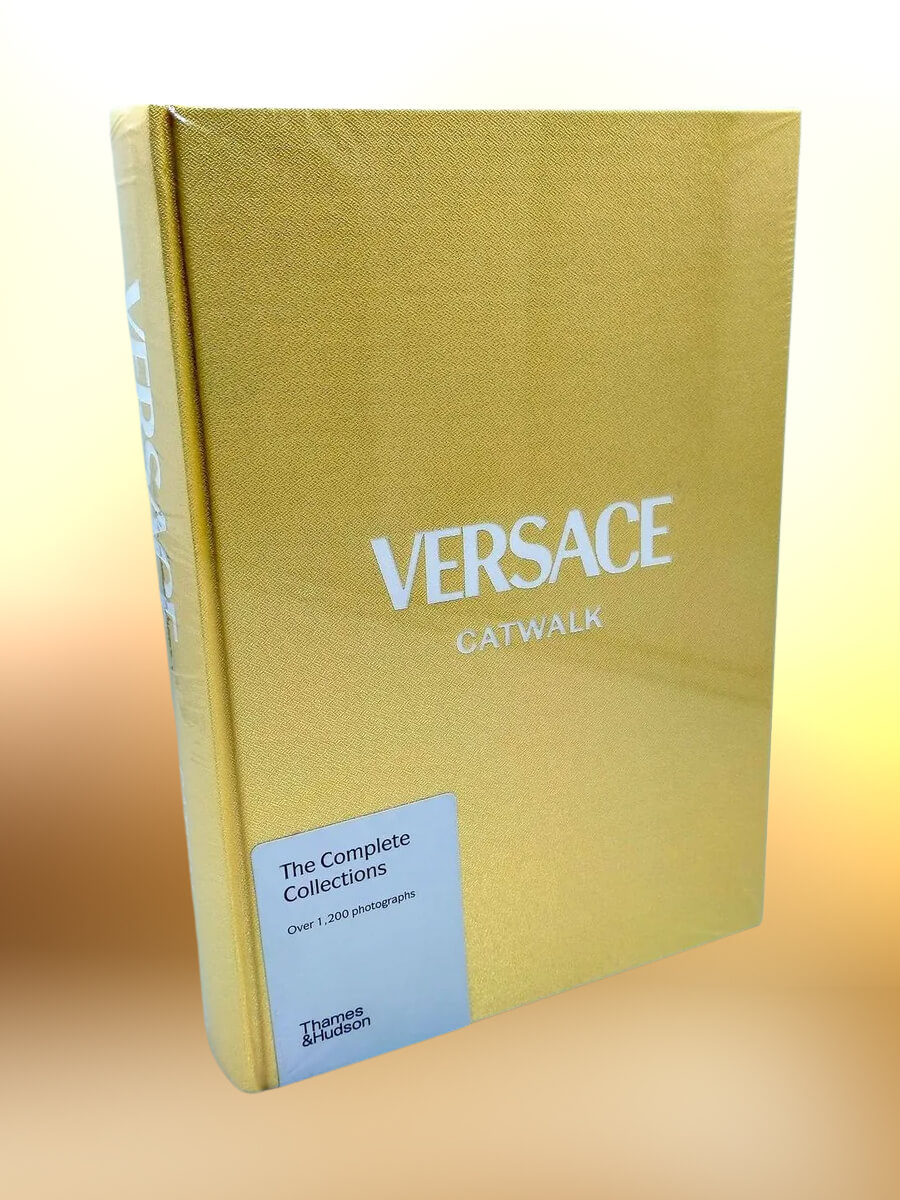 VERSACE
VERSACE
CATWALK
The Complete
Collections
Over 1,200 photographs
Thames
&Hudson